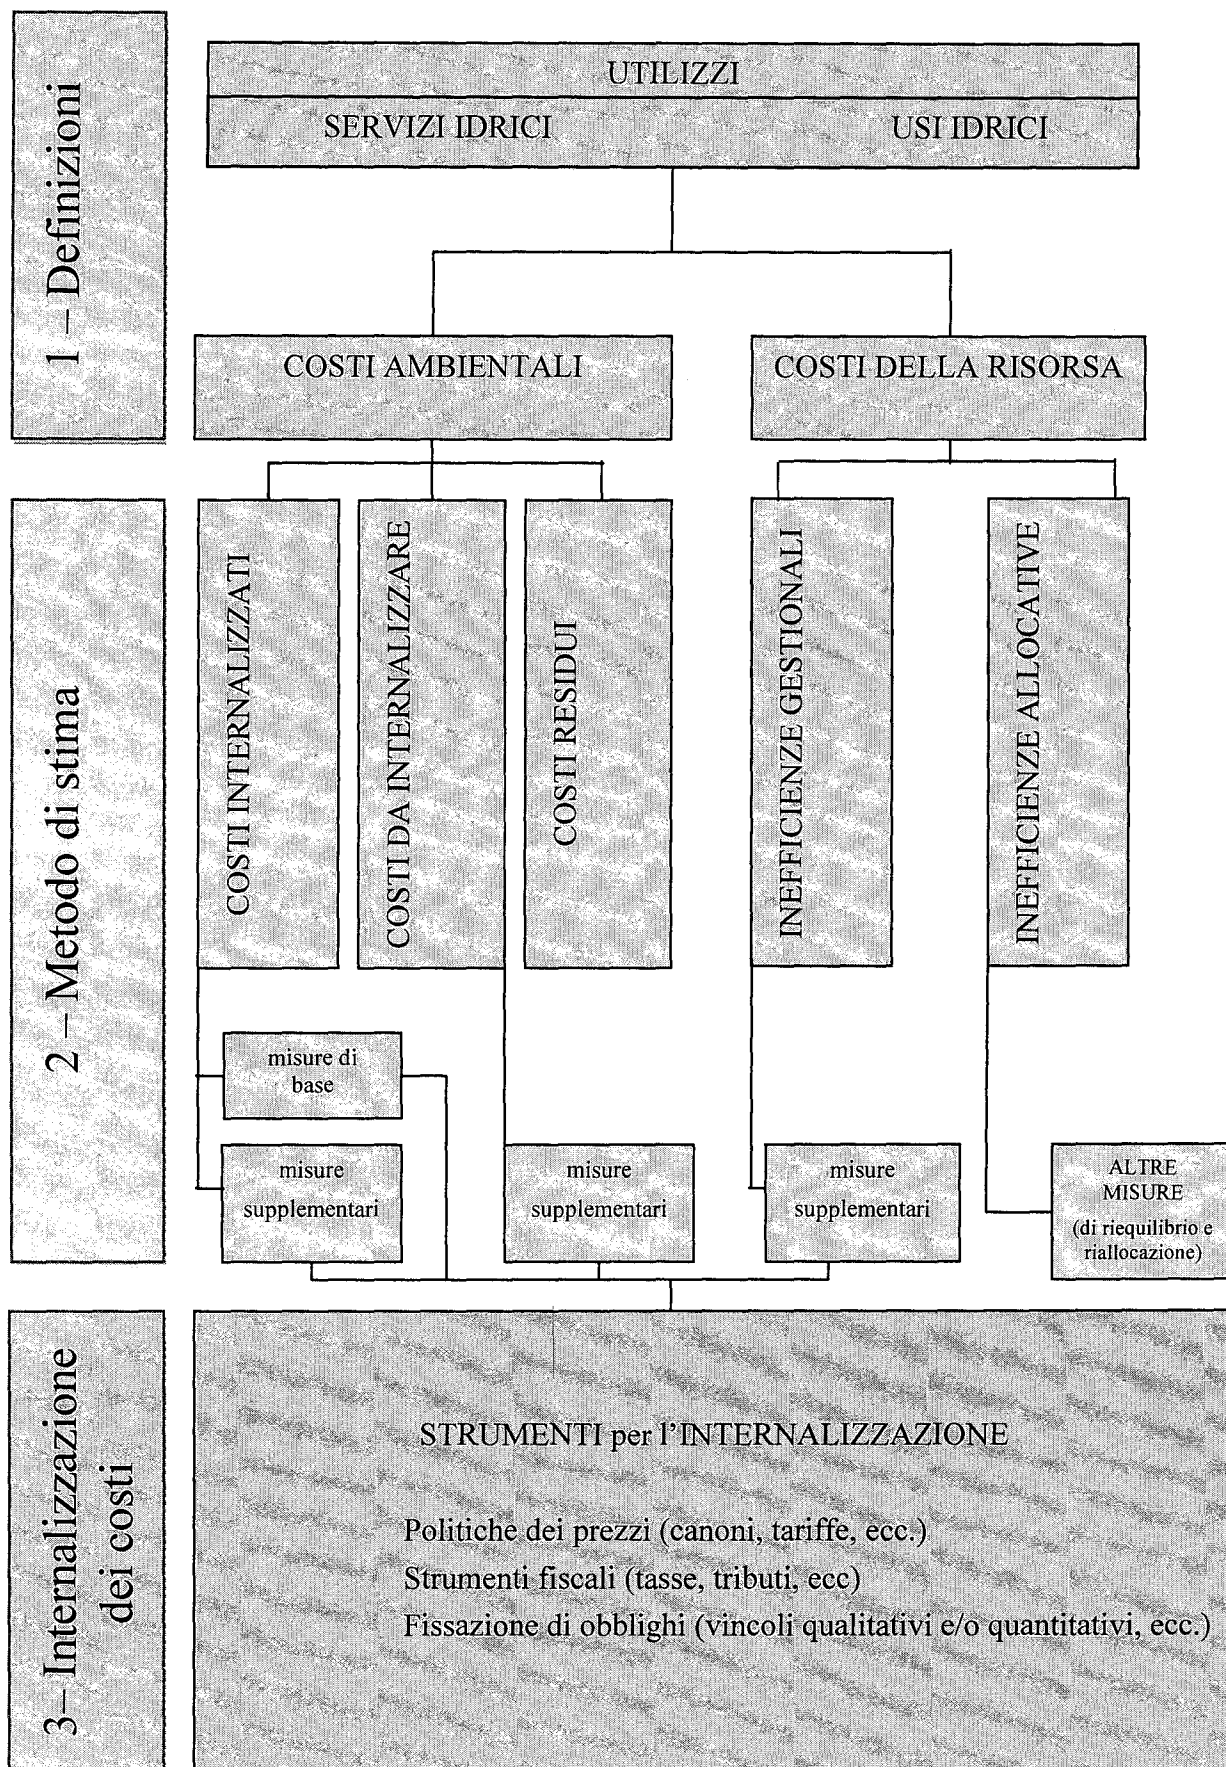 1 – Definizioni
UTILIZZI
SERVIZI IDRICI
USI IDRICI
COSTI AMBIENTALI
COSTI DELLA RISORSA
2 – Metodo di stima
COSTI INTERNALIZZATI
COSTI DA INTERNALIZZARE
COSTI RESIDUI
INEFFICIENZE GESTIONALI
INEFFICIENZE ALLOCATIVE
misure di
base
misure
supplementari
misure
supplementari
misure
supplementari
ALTRE
MISURE
(di riequilibrio e
riallocazione)
3– Internalizzazione
dei costi
STRUMENTI per l'INTERNALIZZAZIONE
Politiche dei prezzi (canoni, tariffe, ecc.)
Strumenti fiscali (tasse, tributi, ecc)
Fissazione di obblighi (vincoli qualitativi e/o quantitativi, ecc.)